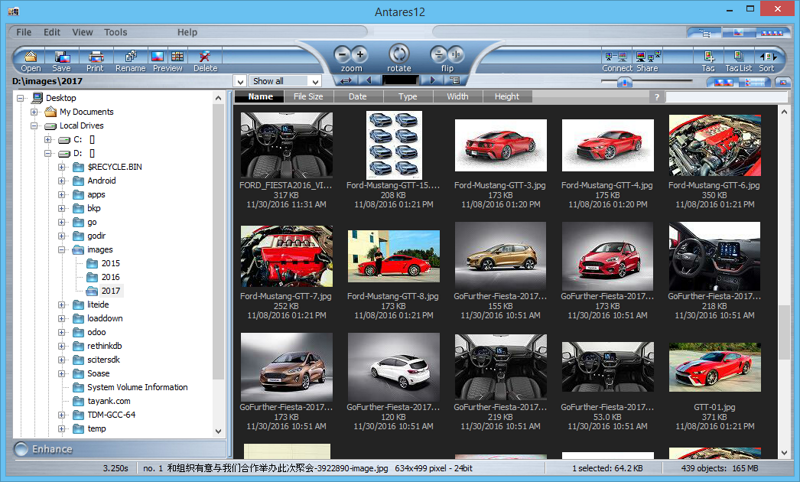 Antares12
File Edit View Tools Help
Open Save Print Rename Preview Delete zoom rotate flip Connect Share Tag TagList Sort
D:\images\2017 Show all
Name File Size Date Type Width Height ?
Desktop
My Documents
Local Drives
C: []
D: []
$RECYCLE.BIN
Android
apps
bkp
go
godir
images
2015
2016
2017
liteide
loaddown
odoo
rethinkdb
scitersdk
Soase
System Volume Information
tayank.com
TDM-GCC-64
temp
Enhance
FORD_FIESTA2016_VI... Ford-Mustang-GTT-15.... Ford-Mustang-GTT-3.jpg Ford-Mustang-GTT-4.jpg Ford-Mustang-GTT-6.jpg
317 KB 208 KB 173 KB 175 KB 350 KB
11/30/2016 11:31 AM 11/08/2016 01:21 PM 11/08/2016 01:20 PM 11/08/2016 01:20 PM 11/08/2016 01:21 PM
Ford-Mustang-GTT-7.jpg Ford-Mustang-GTT-8.jpg GoFurther-Fiesta-2017... GoFurther-Fiesta-2017... GoFurther-Fiesta-2017...
252 KB 173 KB 155 KB 173 KB 218 KB
11/08/2016 01:21 PM 11/08/2016 01:21 PM 11/30/2016 10:51 AM 11/30/2016 10:51 AM 11/30/2016 10:51 AM
GoFurther-Fiesta-2017... GoFurther-Fiesta-2017... GoFurther-Fiesta-2017... GoFurther-Fiesta-2017... GTT-01.jpg
173 KB 120 KB 219 KB 53.0 KB 371 KB
11/30/2016 10:51 AM 11/30/2016 10:51 AM 11/30/2016 10:51 AM 11/30/2016 10:51 AM 11/08/2016 01:21 PM
3.250s no. 1 和组织有意与我们合作举办此次聚会-3922890-image.jpg 634x499 pixel - 24bit 1 selected: 64.2 KB 439 objects: 165 MB